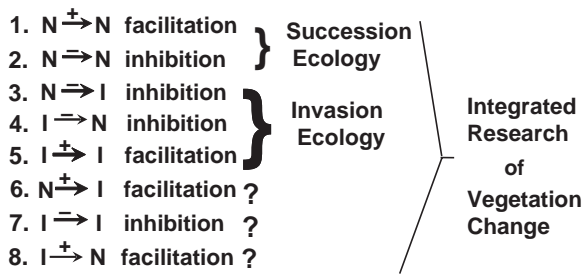 1. N +→ N facilitation
2. N −→ N inhibition
} Succession
Ecology
3. N −→ I inhibition
4. I −→ N inhibition
5. I +→ I facilitation
} Invasion
Ecology
6. N +→ I facilitation ?
7. I −→ I inhibition ?
8. I +→ N facilitation ?
Integrated
Research
of
Vegetation
Change